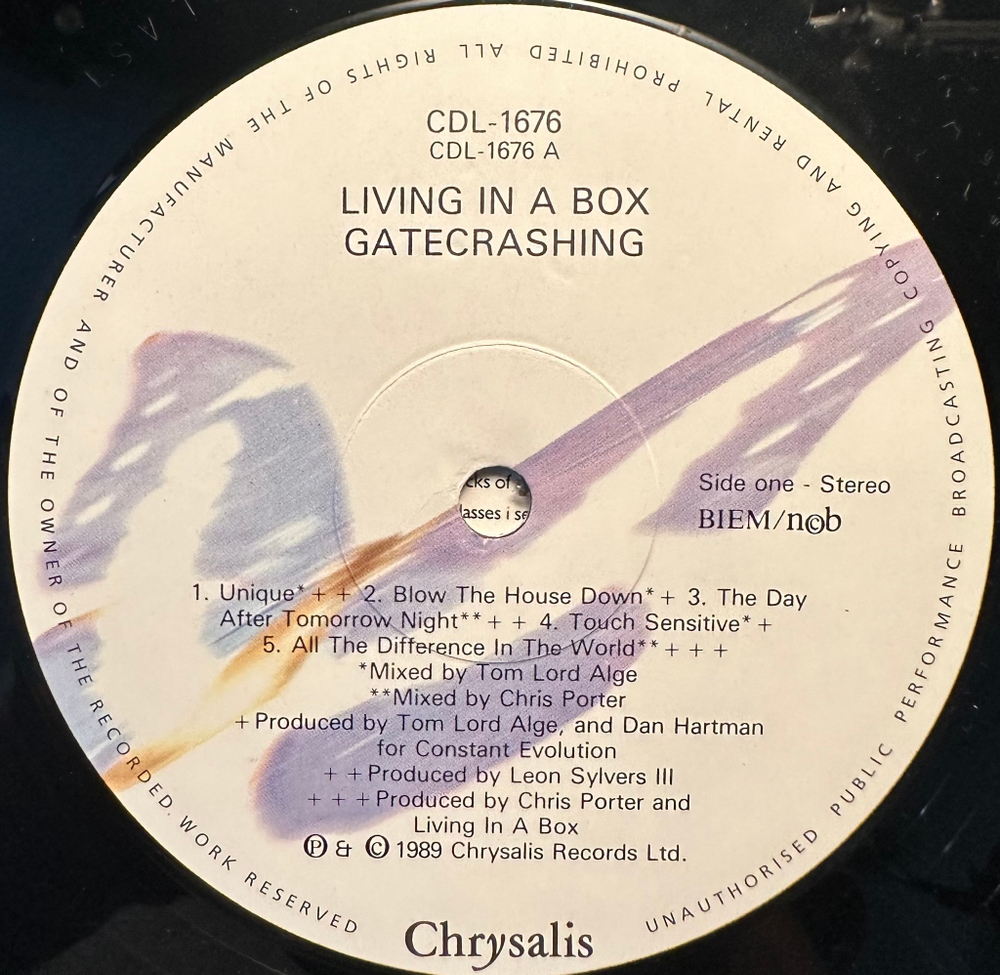 CDL-1676
CDL-1676 A
LIVING IN A BOX
GATECRASHING
cks of
lasses i se
Side one - Stereo
BIEM/n©b
1. Unique* + + 2. Blow The House Down* + 3. The Day
After Tomorrow Night** + + 4. Touch Sensitive* +
5. All The Difference In The World** + + +
*Mixed by Tom Lord Alge
**Mixed by Chris Porter
+Produced by Tom Lord Alge, and Dan Hartman
for Constant Evolution
+ +Produced by Leon Sylvers III
+ + +Produced by Chris Porter and
Living In A Box
Ⓟ & © 1989 Chrysalis Records Ltd.
Chrysalis
UNAUTHORISED PUBLIC PERFORMANCE BROADCASTING COPYING AND RENTAL PROHIBITED ALL RIGHTS OF THE MANUFACTURER AND OF THE OWNER OF THE RECORDED. WORK RESERVED